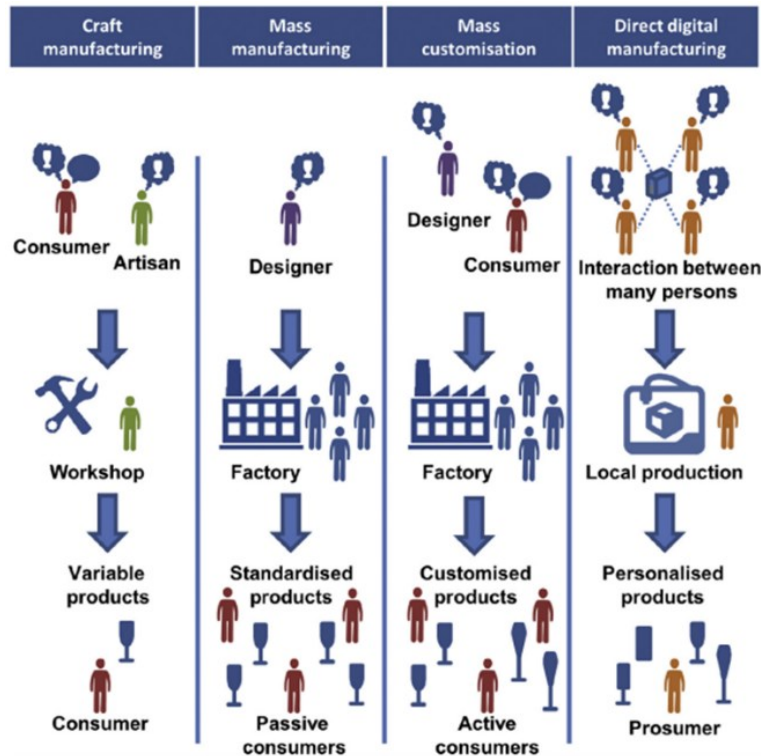 Craft
manufacturing
Mass
manufacturing
Mass
customisation
Direct digital
manufacturing
Consumer
Artisan
Workshop
Variable
products
Consumer
Designer
Factory
Standardised
products
Passive
consumers
Designer
Consumer
Factory
Customised
products
Active
consumers
Interaction between
many persons
Local production
Personalised
products
Prosumer